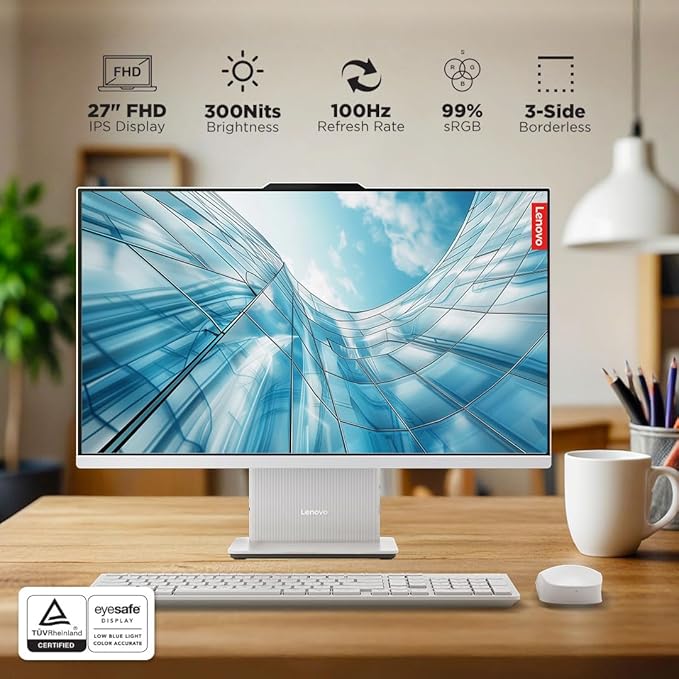 FHD
27" FHD
IPS Display
300Nits
Brightness
100Hz
Refresh Rate
S
R G
B
99%
sRGB
3-Side
Borderless
Lenovo
Lenovo
TÜVRheinland
CERTIFIED
eyesafe®
DISPLAY
LOW BLUE LIGHT
COLOR ACCURATE